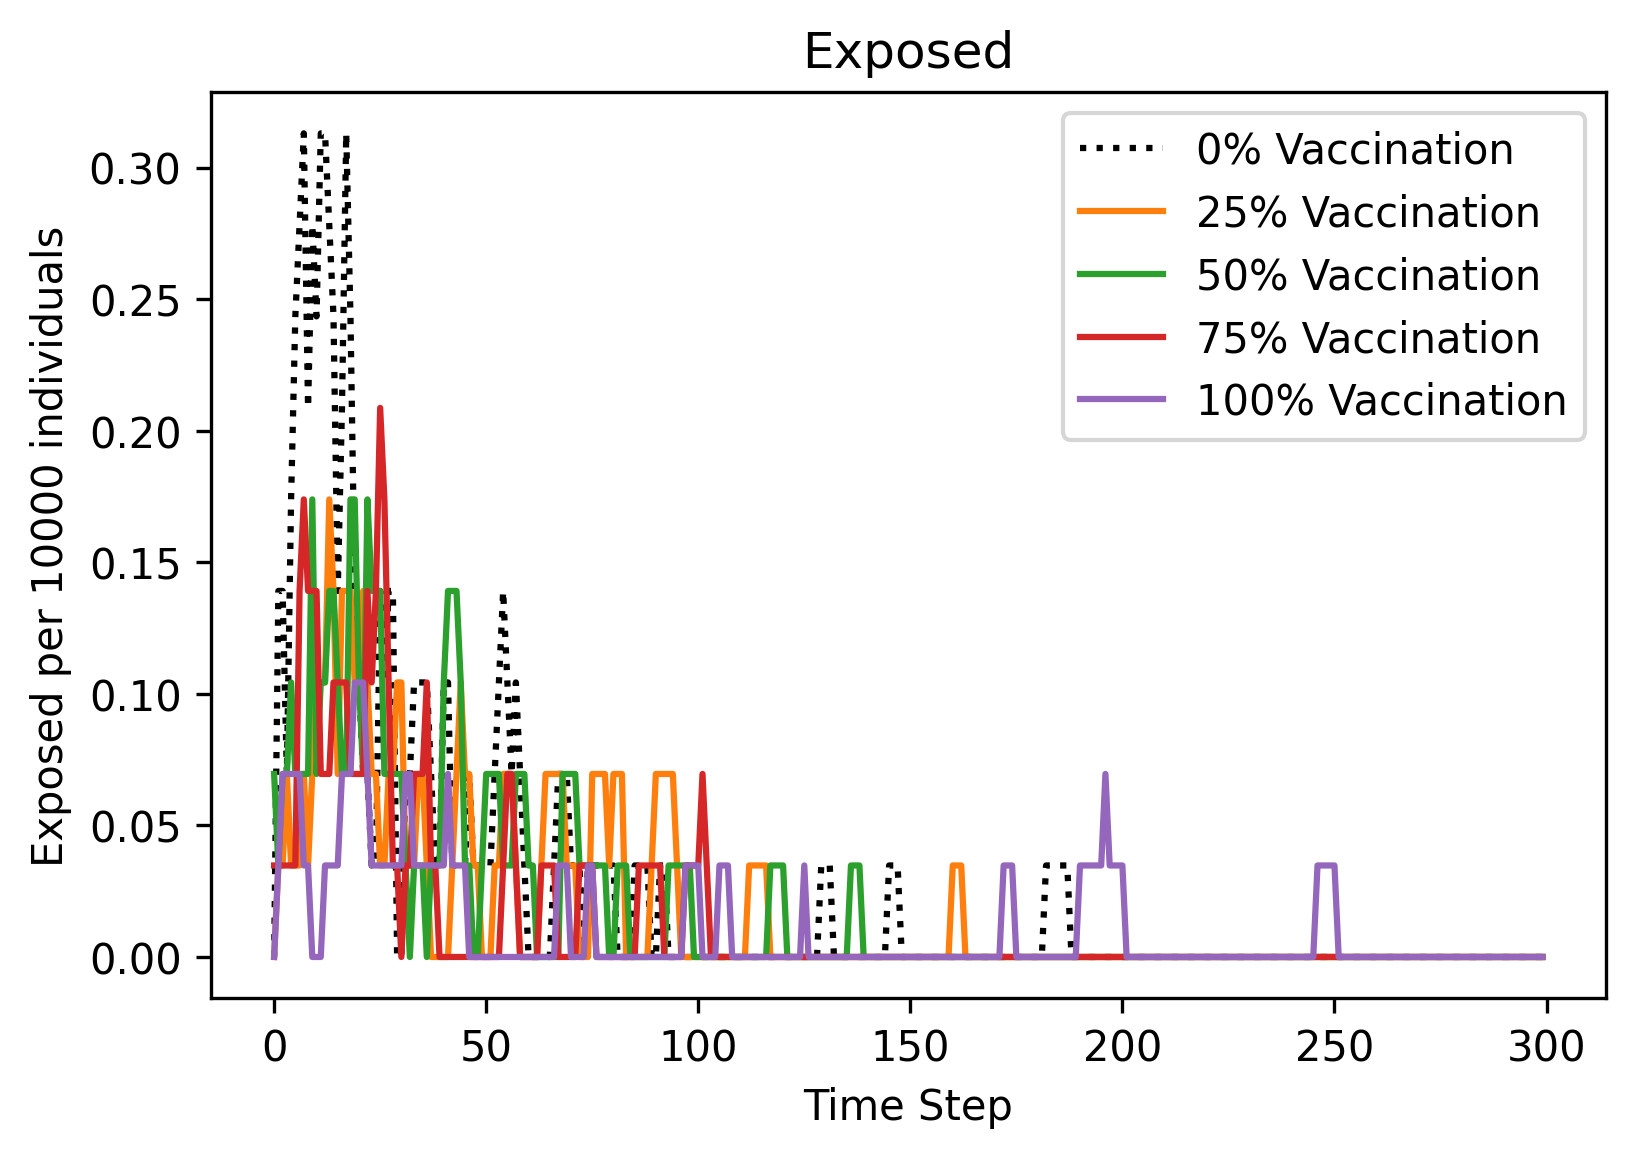 Exposed
Exposed per 10000 individuals
0.30
0.25
0.20
0.15
0.10
0.05
0.00
0% Vaccination
25% Vaccination
50% Vaccination
75% Vaccination
100% Vaccination
0 50 100 150 200 250 300
Time Step